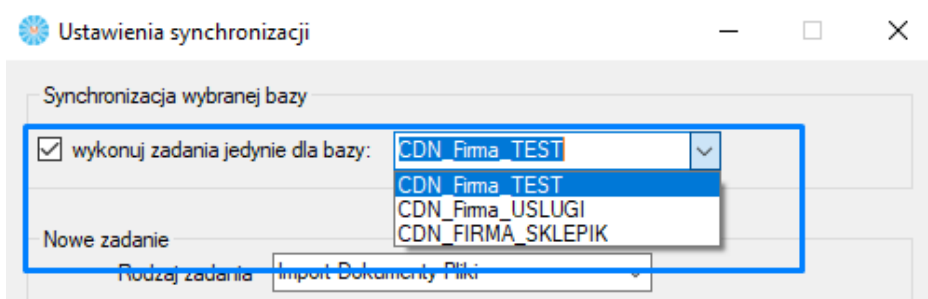 Ustawienia synchronizacji
Synchronizacja wybranej bazy
wykonuj zadania jedynie dla bazy: CDN_Firma_TEST
CDN_Firma_TEST
CDN_Firma_USLUGI
CDN_FIRMA_SKLEPIK
Nowe zadanie
Rodzaj zadania Import Dokumenty Pliki